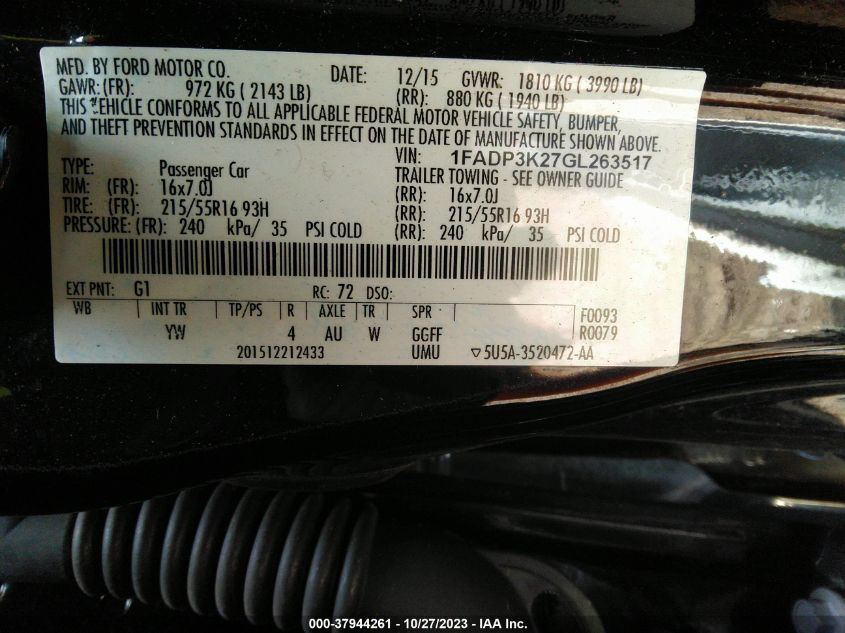 MFD. BY FORD MOTOR CO. DATE: 12/15 GVWR: 1810 KG ( 3990 LB)
GAWR: (FR): 972 KG ( 2143 LB) (RR): 880 KG ( 1940 LB)
THIS VEHICLE CONFORMS TO ALL APPLICABLE FEDERAL MOTOR VEHICLE SAFETY, BUMPER,
AND THEFT PREVENTION STANDARDS IN EFFECT ON THE DATE OF MANUFACTURE SHOWN ABOVE.
VIN: 1FADP3K27GL263517
TYPE: Passenger Car TRAILER TOWING - SEE OWNER GUIDE
RIM: (FR): 16x7.0J (RR): 16x7.0J
TIRE: (FR): 215/55R16 93H (RR): 215/55R16 93H
PRESSURE: (FR): 240 kPa/ 35 PSI COLD (RR): 240 kPa/ 35 PSI COLD
EXT PNT: G1 RC: 72 DSO:
WB INT TR TP/PS R AXLE TR SPR F0093
YW 4 AU W GGFF R0079
201512212433 UMU ▽5U5A-3520472-AA
000-37944261 - 10/27/2023 - IAA Inc.